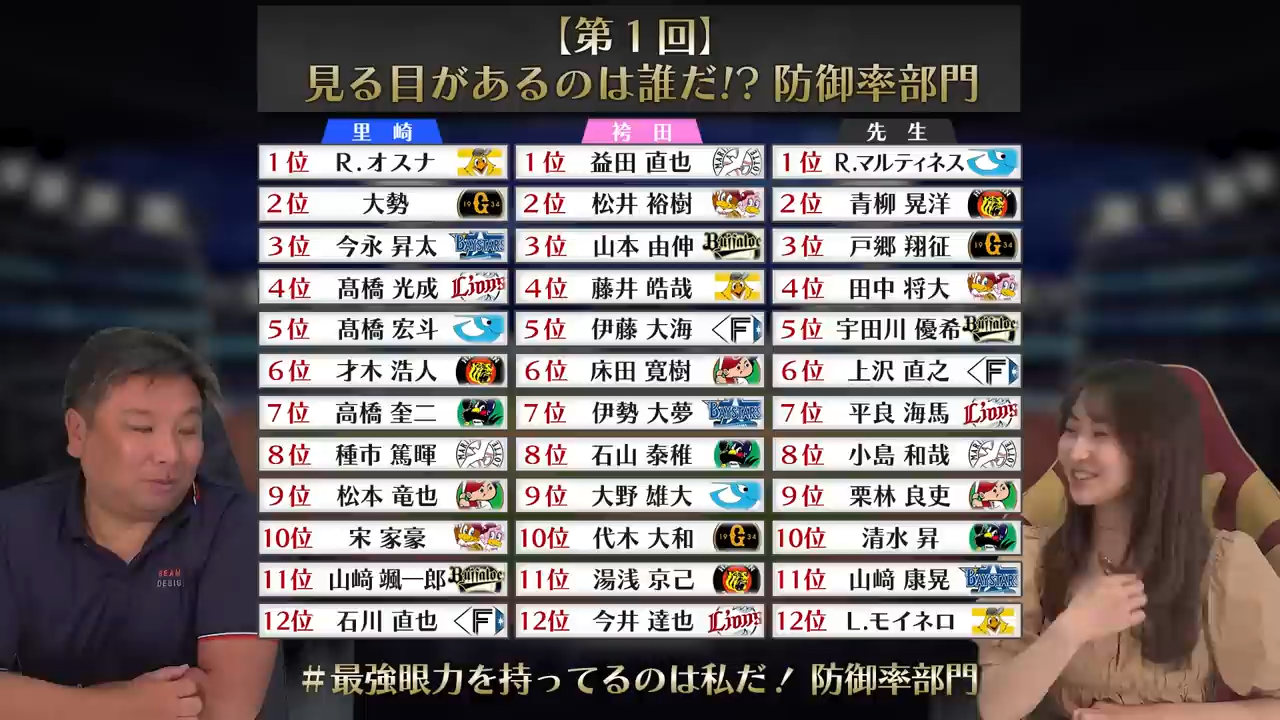 【第１回】
見る目があるのは誰だ!? 防御率部門
里崎
1位 R.オスナ
2位 大勢
3位 今永 昇太
4位 髙橋 光成
5位 髙橋 宏斗
6位 才木 浩人
7位 高橋 奎二
8位 種市 篤暉
9位 松本 竜也
10位 宋 家豪
11位 山﨑 颯一郎
12位 石川 直也
袴田
1位 益田 直也
2位 松井 裕樹
3位 山本 由伸
4位 藤井 皓哉
5位 伊藤 大海
6位 床田 寛樹
7位 伊勢 大夢
8位 石山 泰稚
9位 大野 雄大
10位 代木 大和
11位 湯浅 京己
12位 今井 達也
先生
1位 R.マルティネス
2位 青柳 晃洋
3位 戸郷 翔征
4位 田中 将大
5位 宇田川 優希
6位 上沢 直之
7位 平良 海馬
8位 小島 和哉
9位 栗林 良吏
10位 清水 昇
11位 山﨑 康晃
12位 L.モイネロ
＃最強眼力を持ってるのは私だ！ 防御率部門